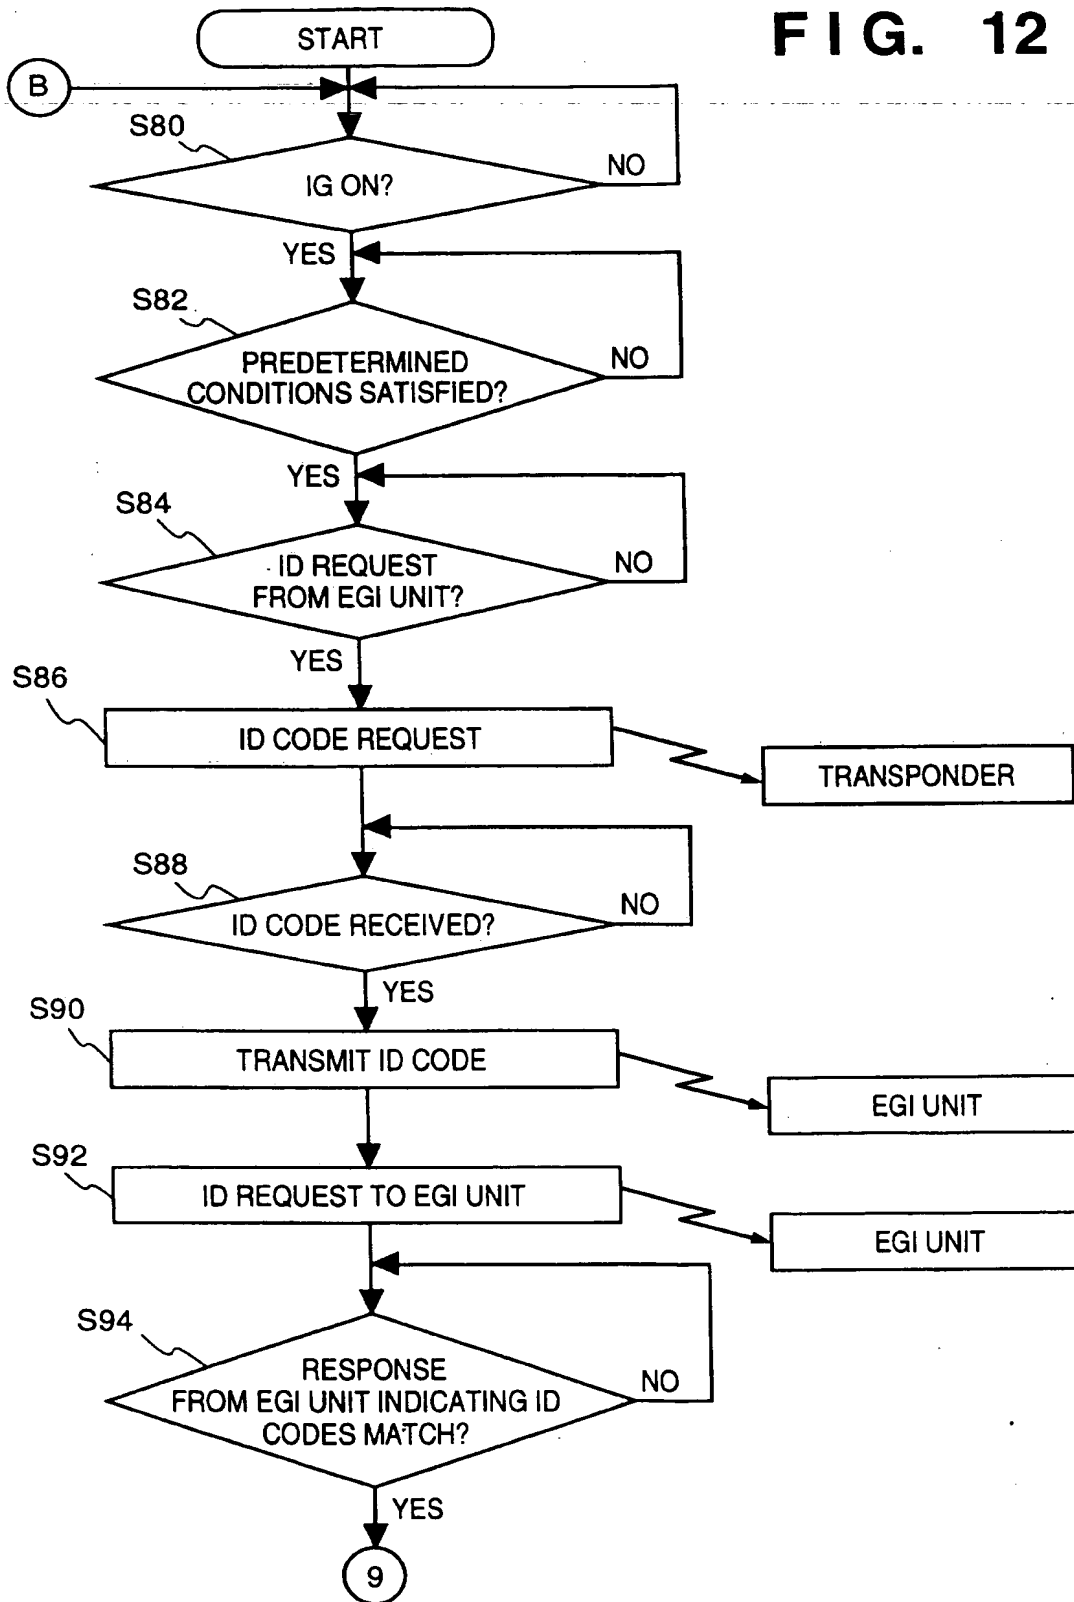 FIG. 12
START
B
S80
IG ON?
NO
YES
S82
PREDETERMINED
CONDITIONS SATISFIED?
NO
YES
S84
ID REQUEST
FROM EGI UNIT?
NO
YES
S86
ID CODE REQUEST
TRANSPONDER
S88
ID CODE RECEIVED?
NO
YES
S90
TRANSMIT ID CODE
EGI UNIT
S92
ID REQUEST TO EGI UNIT
EGI UNIT
S94
RESPONSE
FROM EGI UNIT INDICATING ID
CODES MATCH?
NO
YES
9